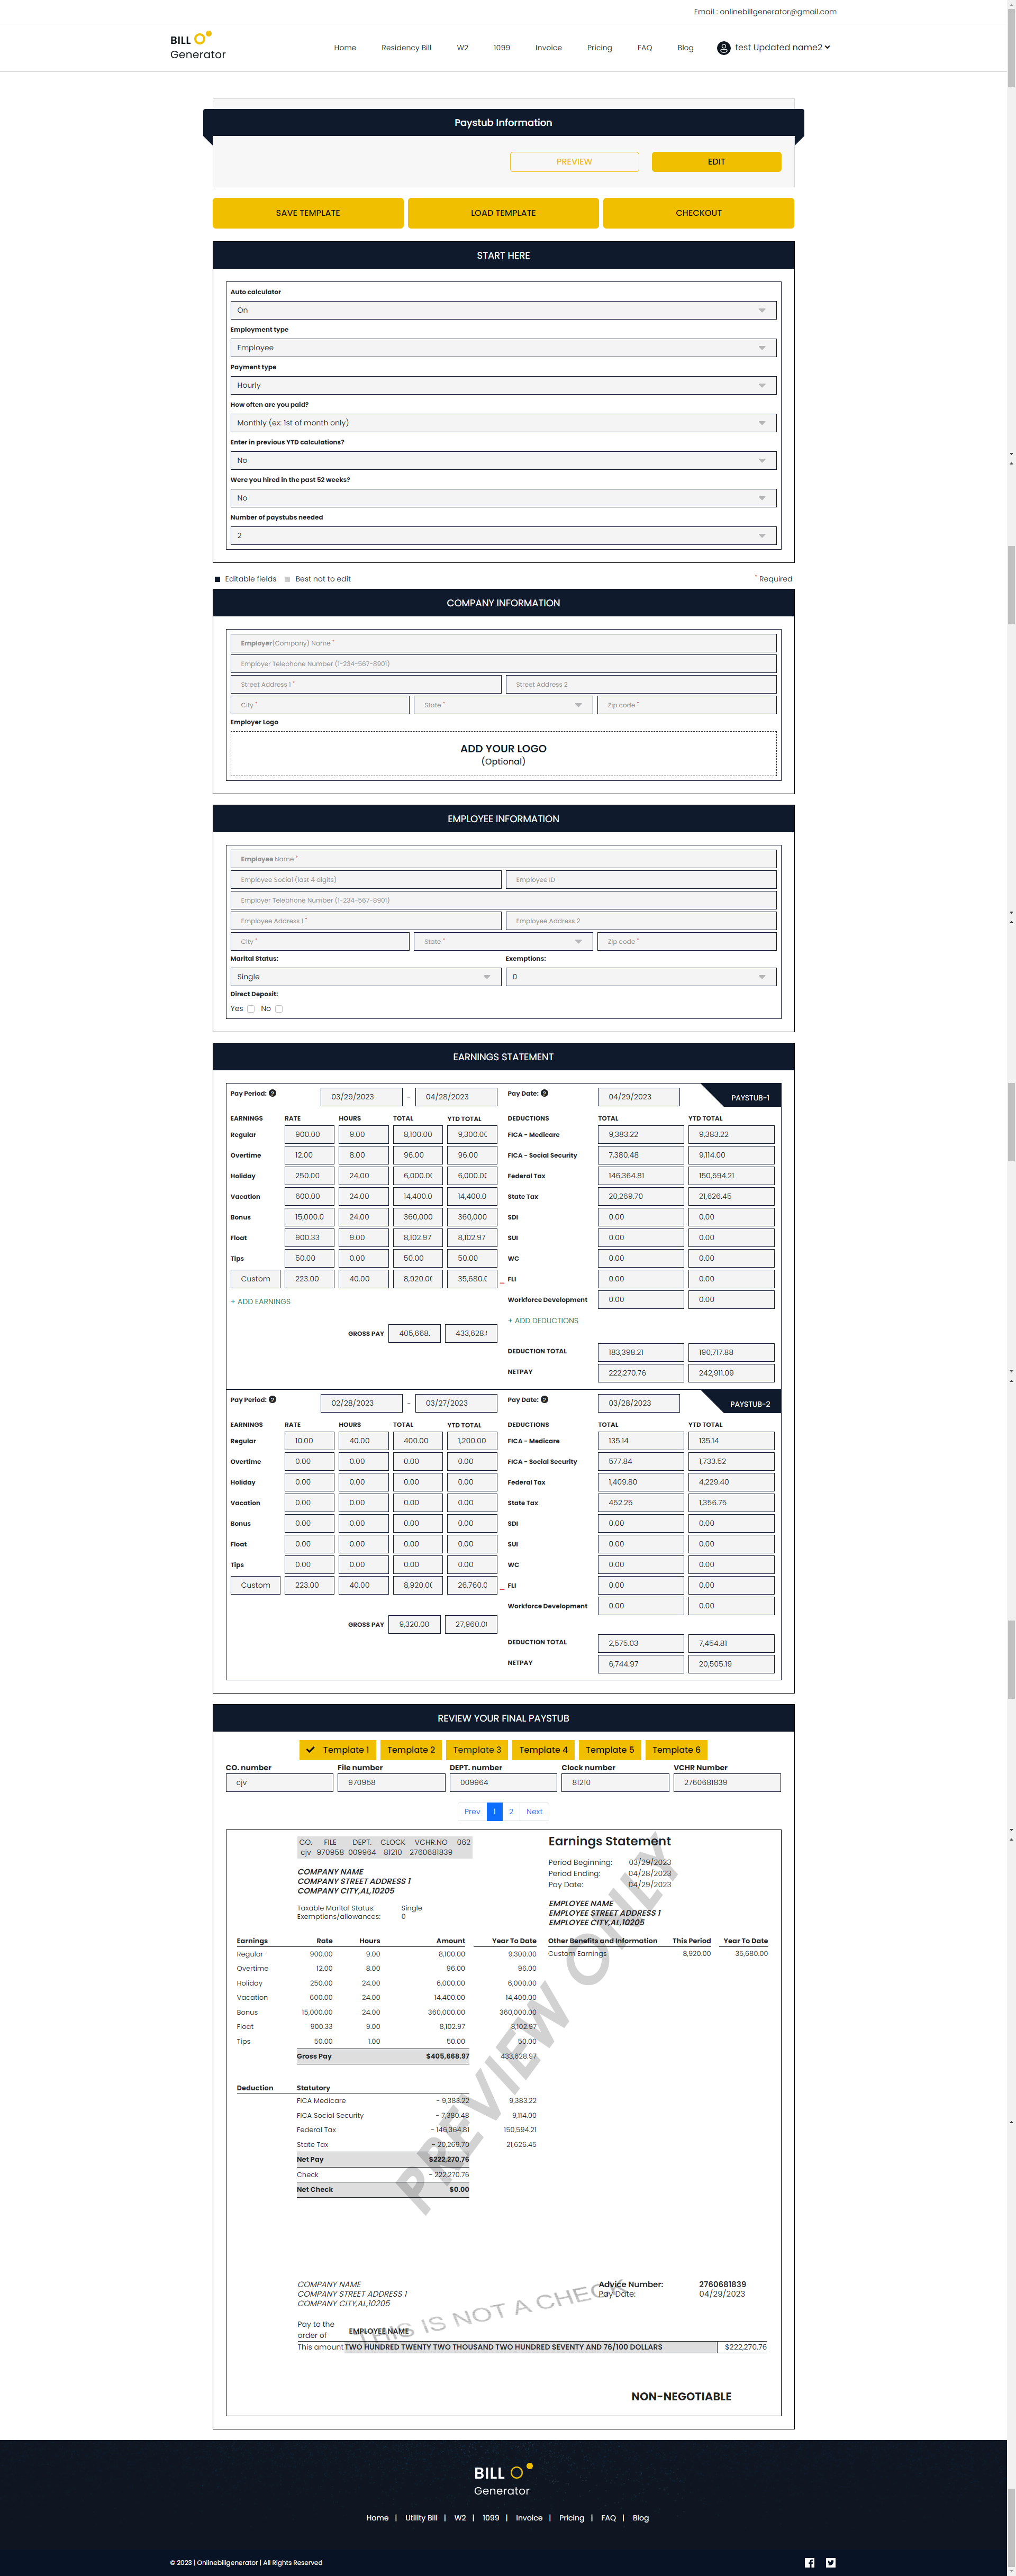 Email : onlinebillgenerator@gmail.com
BILL
Generator
Home Residency Bill W2 1099 Invoice Pricing FAQ Blog test Updated name2
Paystub Information
PREVIEW EDIT
SAVE TEMPLATE LOAD TEMPLATE CHECKOUT
START HERE
Auto calculator
On
Employment type
Employee
Payment type
Hourly
How often are you paid?
Monthly (ex: 1st of month only)
Enter in previous YTD calculations?
No
Were you hired in the past 52 weeks?
No
Number of paystubs needed
2
Editable fields Best not to edit * Required
COMPANY INFORMATION
Employer(Company) Name *
Employer Telephone Number (1-234-567-8901)
Street Address 1 * Street Address 2
City * State * Zip code *
Employer Logo
ADD YOUR LOGO
(Optional)
EMPLOYEE INFORMATION
Employee Name *
Employee Social (last 4 digits) Employee ID
Employer Telephone Number (1-234-567-8901)
Employee Address 1 * Employee Address 2
City * State * Zip code *
Marital Status: Exemptions:
Single 0
Direct Deposit:
Yes No
EARNINGS STATEMENT
Pay Period: ? 03/29/2023 - 04/28/2023 Pay Date: ? 04/29/2023 PAYSTUB-1
EARNINGS RATE HOURS TOTAL YTD TOTAL DEDUCTIONS TOTAL YTD TOTAL
Regular 900.00 9.00 8,100.00 9,300.0( FICA - Medicare 9,383.22 9,383.22
Overtime 12.00 8.00 96.00 96.00 FICA - Social Security 7,380.48 9,114.00
Holiday 250.00 24.00 6,000.0( 6,000.0( Federal Tax 146,364.81 150,594.21
Vacation 600.00 24.00 14,400.0 14,400.0 State Tax 20,269.70 21,626.45
Bonus 15,000.0 24.00 360,000 360,000 SDI 0.00 0.00
Float 900.33 9.00 8,102.97 8,102.97 SUI 0.00 0.00
Tips 50.00 0.00 50.00 50.00 WC 0.00 0.00
Custom 223.00 40.00 8,920.0( 35,680.( _ FLI 0.00 0.00
Workforce Development 0.00 0.00
+ ADD EARNINGS
+ ADD DEDUCTIONS
GROSS PAY 405,668. 433,628.
DEDUCTION TOTAL 183,398.21 190,717.88
NETPAY 222,270.76 242,911.09
Pay Period: ? 02/28/2023 - 03/27/2023 Pay Date: ? 03/28/2023 PAYSTUB-2
EARNINGS RATE HOURS TOTAL YTD TOTAL DEDUCTIONS TOTAL YTD TOTAL
Regular 10.00 40.00 400.00 1,200.00 FICA - Medicare 135.14 135.14
Overtime 0.00 0.00 0.00 0.00 FICA - Social Security 577.84 1,733.52
Holiday 0.00 0.00 0.00 0.00 Federal Tax 1,409.80 4,229.40
Vacation 0.00 0.00 0.00 0.00 State Tax 452.25 1,356.75
Bonus 0.00 0.00 0.00 0.00 SDI 0.00 0.00
Float 0.00 0.00 0.00 0.00 SUI 0.00 0.00
Tips 0.00 0.00 0.00 0.00 WC 0.00 0.00
Custom 223.00 40.00 8,920.0( 26,760.0 _ FLI 0.00 0.00
Workforce Development 0.00 0.00
GROSS PAY 9,320.00 27,960.0(
DEDUCTION TOTAL 2,575.03 7,454.81
NETPAY 6,744.97 20,505.19
REVIEW YOUR FINAL PAYSTUB
Template 1 Template 2 Template 3 Template 4 Template 5 Template 6
CO. number File number DEPT. number Clock number VCHR Number
cjv 970958 009964 81210 2760681839
Prev 1 2 Next
CO. FILE DEPT. CLOCK VCHR.NO 062
cjv 970958 009964 81210 2760681839
Earnings Statement
Period Beginning: 03/29/2023
Period Ending: 04/28/2023
Pay Date: 04/29/2023
COMPANY NAME
COMPANY STREET ADDRESS 1
COMPANY CITY,AL,10205
Taxable Marital Status: Single
Exemptions/allowances: 0
EMPLOYEE NAME
EMPLOYEE STREET ADDRESS 1
EMPLOYEE CITY,AL,10205
Earnings Rate Hours Amount Year To Date Other Benefits and Information This Period Year To Date
Regular 900.00 9.00 8,100.00 9,300.00 Custom Earnings 8,920.00 35,680.00
Overtime 12.00 8.00 96.00 96.00
Holiday 250.00 24.00 6,000.00 6,000.00
Vacation 600.00 24.00 14,400.00 14,400.00
Bonus 15,000.00 24.00 360,000.00 360,000.00
Float 900.33 9.00 8,102.97 8,102.97
Tips 50.00 1.00 50.00 50.00
Gross Pay $405,668.97 433,628.97
PREVIEW ONLY
Deduction Statutory
FICA Medicare - 9,383.22 9,383.22
FICA Social Security - 7,380.48 9,114.00
Federal Tax - 146,364.81 150,594.21
State Tax - 20,269.70 21,626.45
Net Pay $222,270.76
Check - 222,270.76
Net Check $0.00
COMPANY NAME
COMPANY STREET ADDRESS 1
COMPANY CITY,AL,10205
Advice Number: 2760681839
Pay Date: 04/29/2023
THIS IS NOT A CHECK
Pay to the
order of EMPLOYEE NAME
This amount TWO HUNDRED TWENTY TWO THOUSAND TWO HUNDRED SEVENTY AND 76/100 DOLLARS $222,270.76
NON-NEGOTIABLE
BILL
Generator
Home | Utility Bill | W2 | 1099 | Invoice | Pricing | FAQ | Blog
© 2023 | Onlinebillgenerator | All Rights Reserved